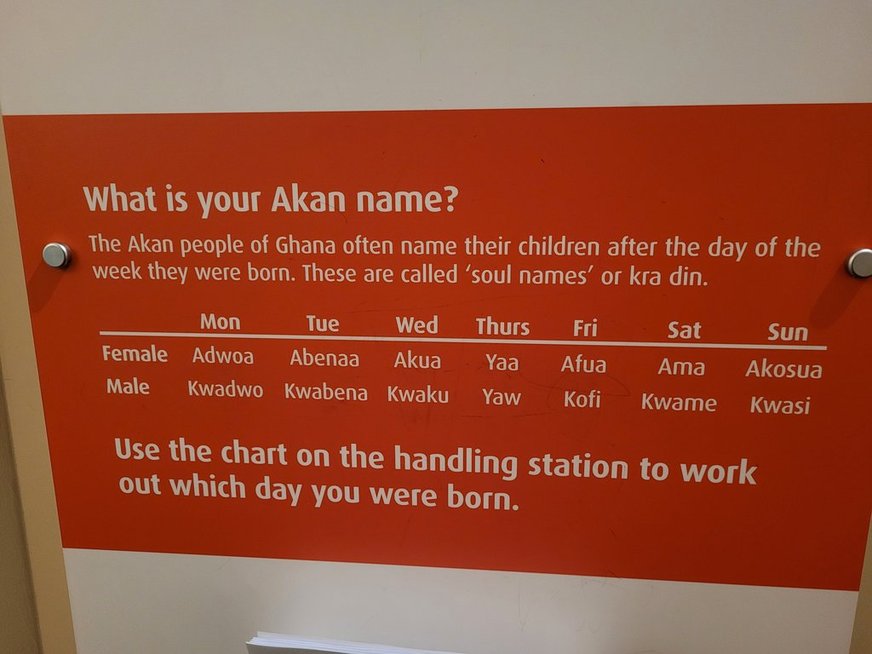 What is your Akan name?
The Akan people of Ghana often name their children after the day of the
week they were born. These are called ‘soul names’ or kra din.
Mon Tue Wed Thurs Fri Sat Sun
Female Adwoa Abenaa Akua Yaa Afua Ama Akosua
Male Kwadwo Kwabena Kwaku Yaw Kofi Kwame Kwasi
Use the chart on the handling station to work
out which day you were born.